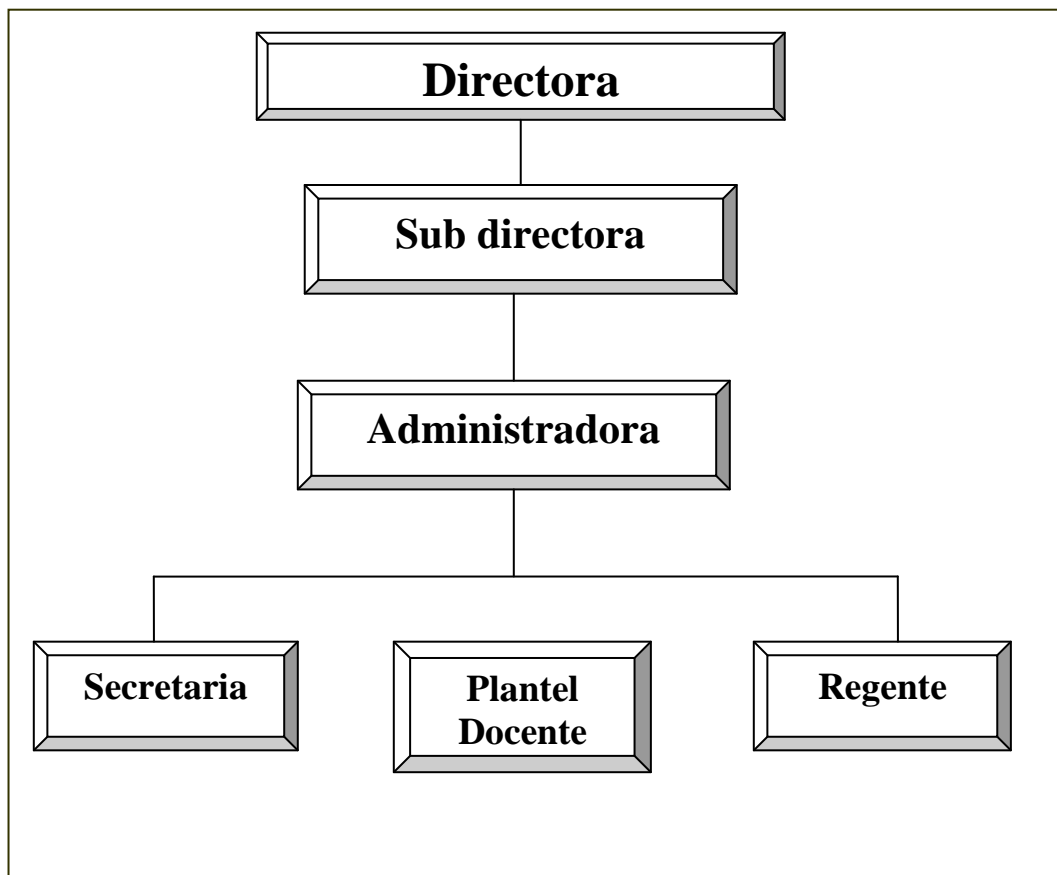 Directora
Sub directora
Administradora
Secretaria
Plantel
Docente
Regente